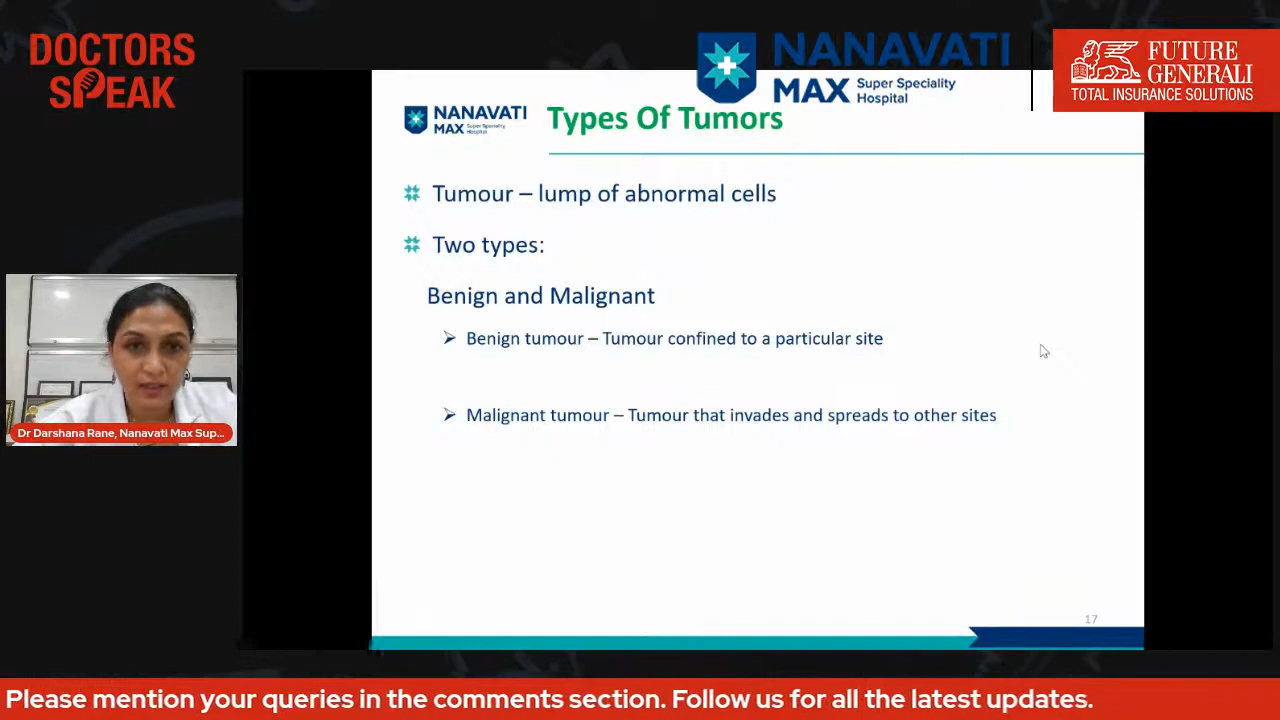 DOCTORS
SPEAK
NANAVATI
MAX Super Speciality
Hospital
FUTURE
GENERALI
TOTAL INSURANCE SOLUTIONS
NANAVATI
MAX Super Speciality
Hospital
Types Of Tumors
Tumour – lump of abnormal cells
Two types:
Benign and Malignant
Benign tumour – Tumour confined to a particular site
Malignant tumour – Tumour that invades and spreads to other sites
Dr Darshana Rane, Nanavati Max Sup...
17
Please mention your queries in the comments section. Follow us for all the latest updates.